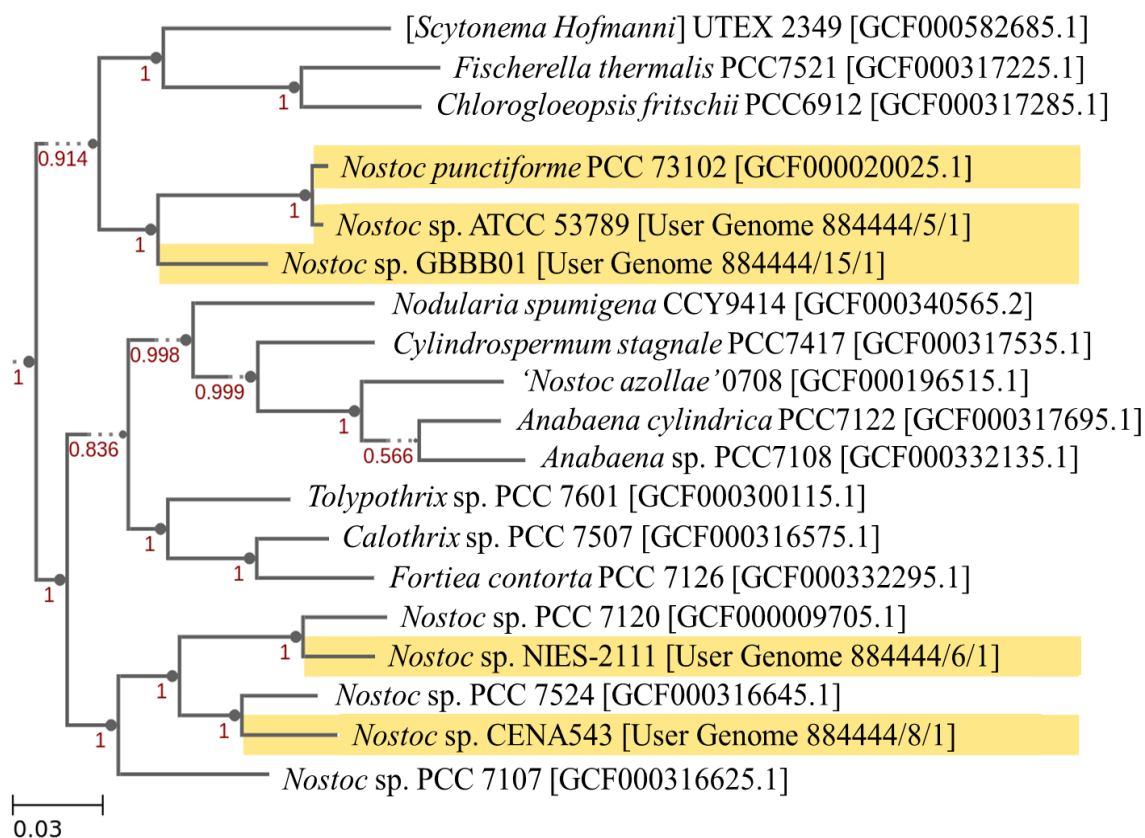 [Scytonema Hofmanni] UTEX 2349 [GCF000582685.1]
1
Fischerella thermalis PCC7521 [GCF000317225.1]
1
Chlorogloeopsis fritschii PCC6912 [GCF000317285.1]
0.914
Nostoc punctiforme PCC 73102 [GCF000020025.1]
1
Nostoc sp. ATCC 53789 [User Genome 884444/5/1]
1
Nostoc sp. GBBB01 [User Genome 884444/15/1]
Nodularia spumigena CCY9414 [GCF000340565.2]
0.998
Cylindrospermum stagnale PCC7417 [GCF000317535.1]
1
0.999
'Nostoc azollae' 0708 [GCF000196515.1]
1
Anabaena cylindrica PCC7122 [GCF000317695.1]
0.836
0.566
Anabaena sp. PCC7108 [GCF000332135.1]
Tolypothrix sp. PCC 7601 [GCF000300115.1]
1
Calothrix sp. PCC 7507 [GCF000316575.1]
1
Fortiea contorta PCC 7126 [GCF000332295.1]
1
Nostoc sp. PCC 7120 [GCF000009705.1]
1
Nostoc sp. NIES-2111 [User Genome 884444/6/1]
1
Nostoc sp. PCC 7524 [GCF000316645.1]
1
Nostoc sp. CENA543 [User Genome 884444/8/1]
1
Nostoc sp. PCC 7107 [GCF000316625.1]
0.03